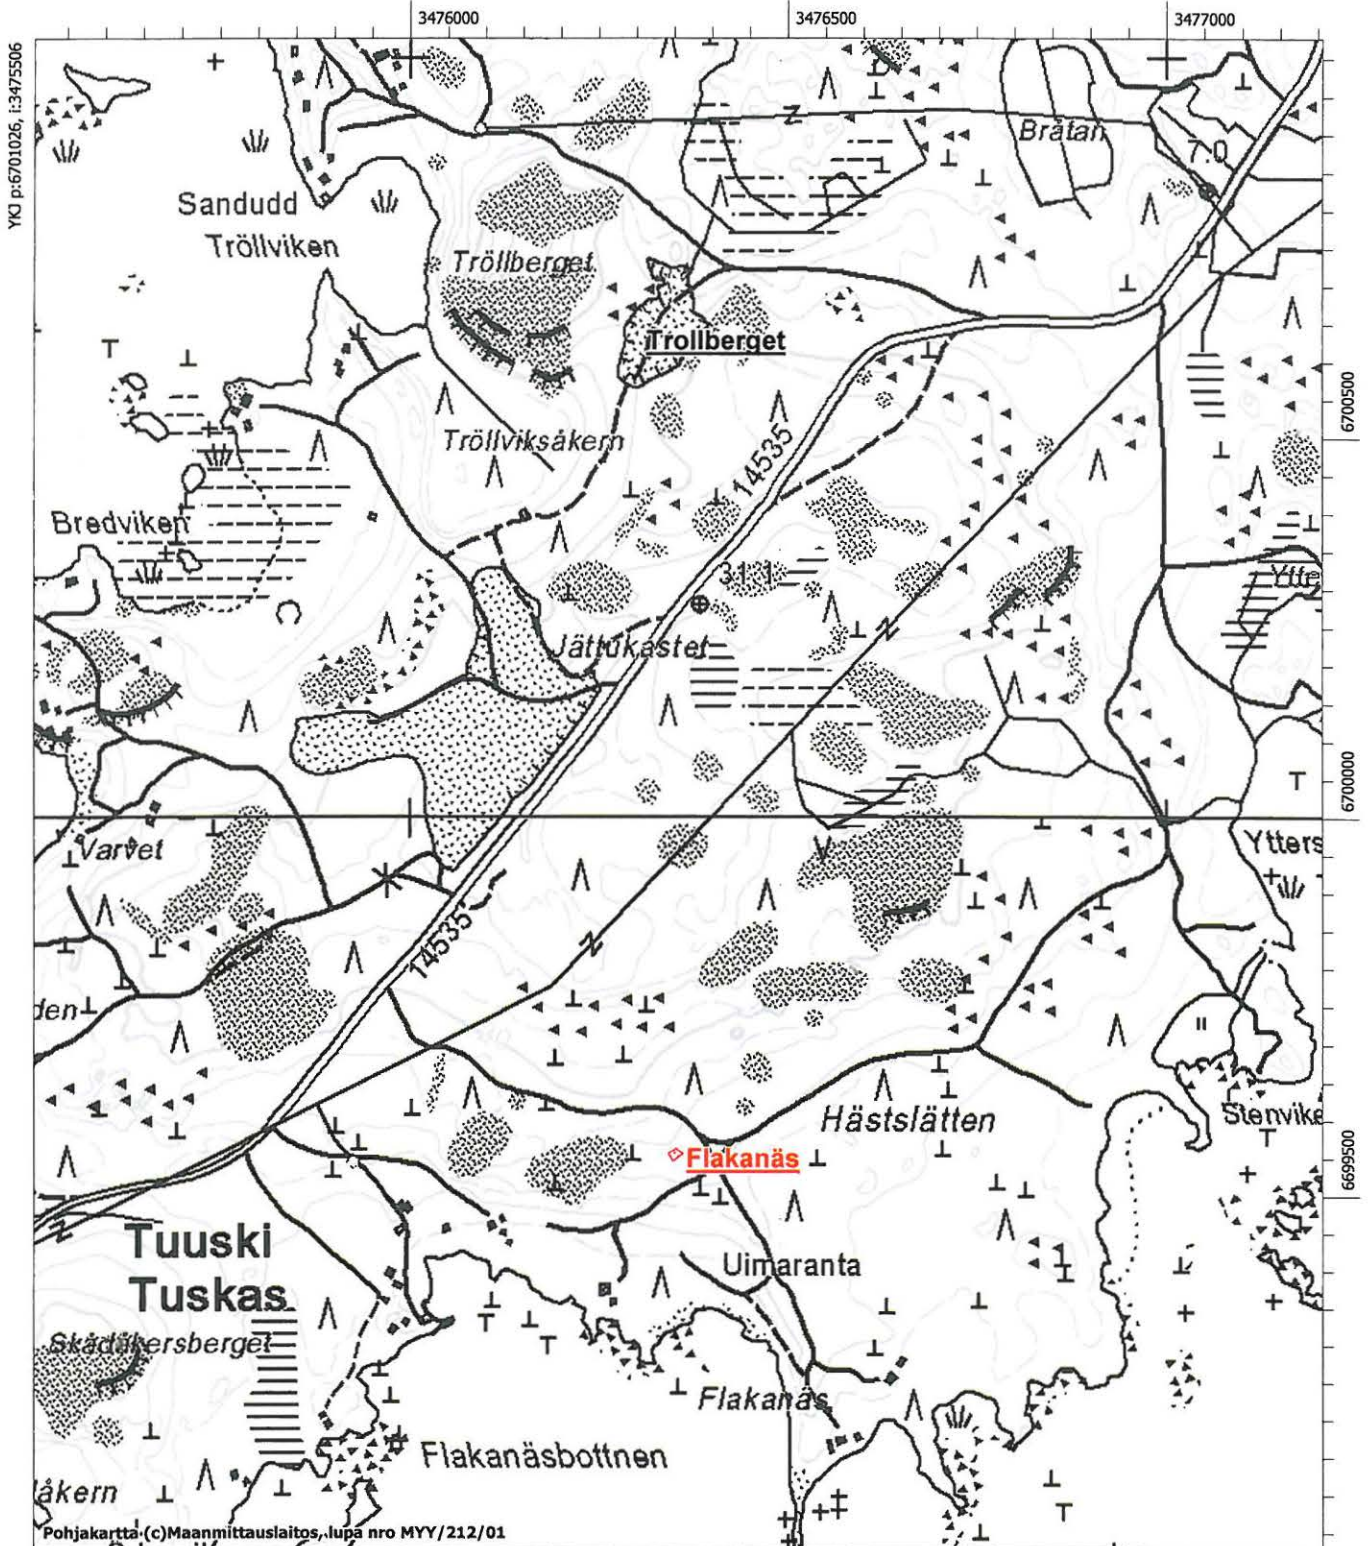 3476000
3476500
3477000
YKJ p:6701026, i:3475506
Bråtan
7.0
Sandudd
Tröllviken
Tröllberget
Trollberget
6700500
Tröllviksåkern
14535
Bredviken
31.1
Ytte
Jättukastet
6700000
Varvet
Ytters
14535
den
Hästslätten
Stenvike
Flakanäs
6699500
Tuuski
Tuskas
Uimaranta
Skådåkersberget
Flakanäs
Flakanäsbottnen
åkern
Pohjakartta (c)Maanmittauslaitos, lupa nro MYY/212/01